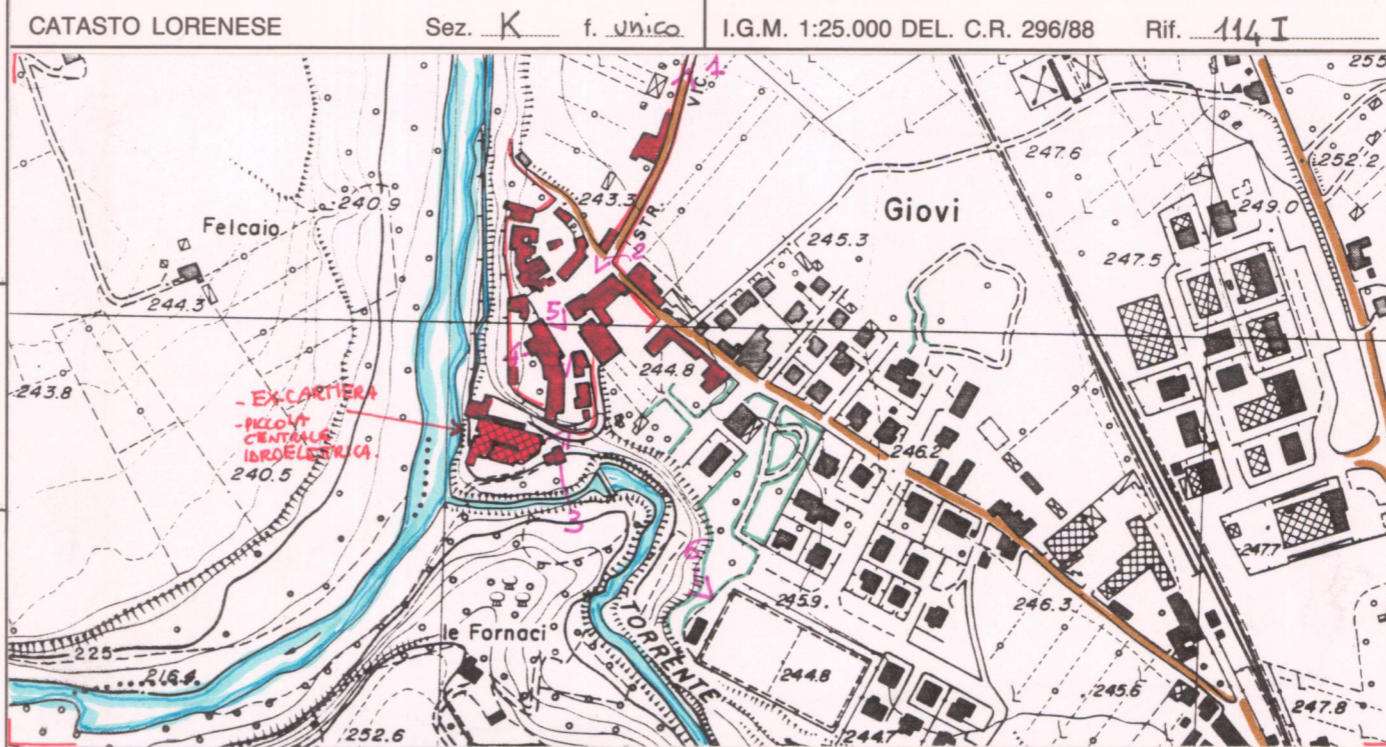 CATASTO LORENESE Sez. K f. unico I.G.M. 1:25.000 DEL. C.R. 296/88 Rif. 114 I
1
255
VIC.
247.6
252.2
240.9
243.3
STR.
Giovi
249.0
Felcaio
245.3
2
247.5
244.3
5
4
244.8
243.8
- EX-CARTIERA
- PICCOLA
CENTRALE
IDROELETTRICA.
240.5
246.2
3
6
247.7
245.9
246.3
225
le Fornaci
TORRENTE
216.4
244.8
245.6
247.8
252.6
244.7